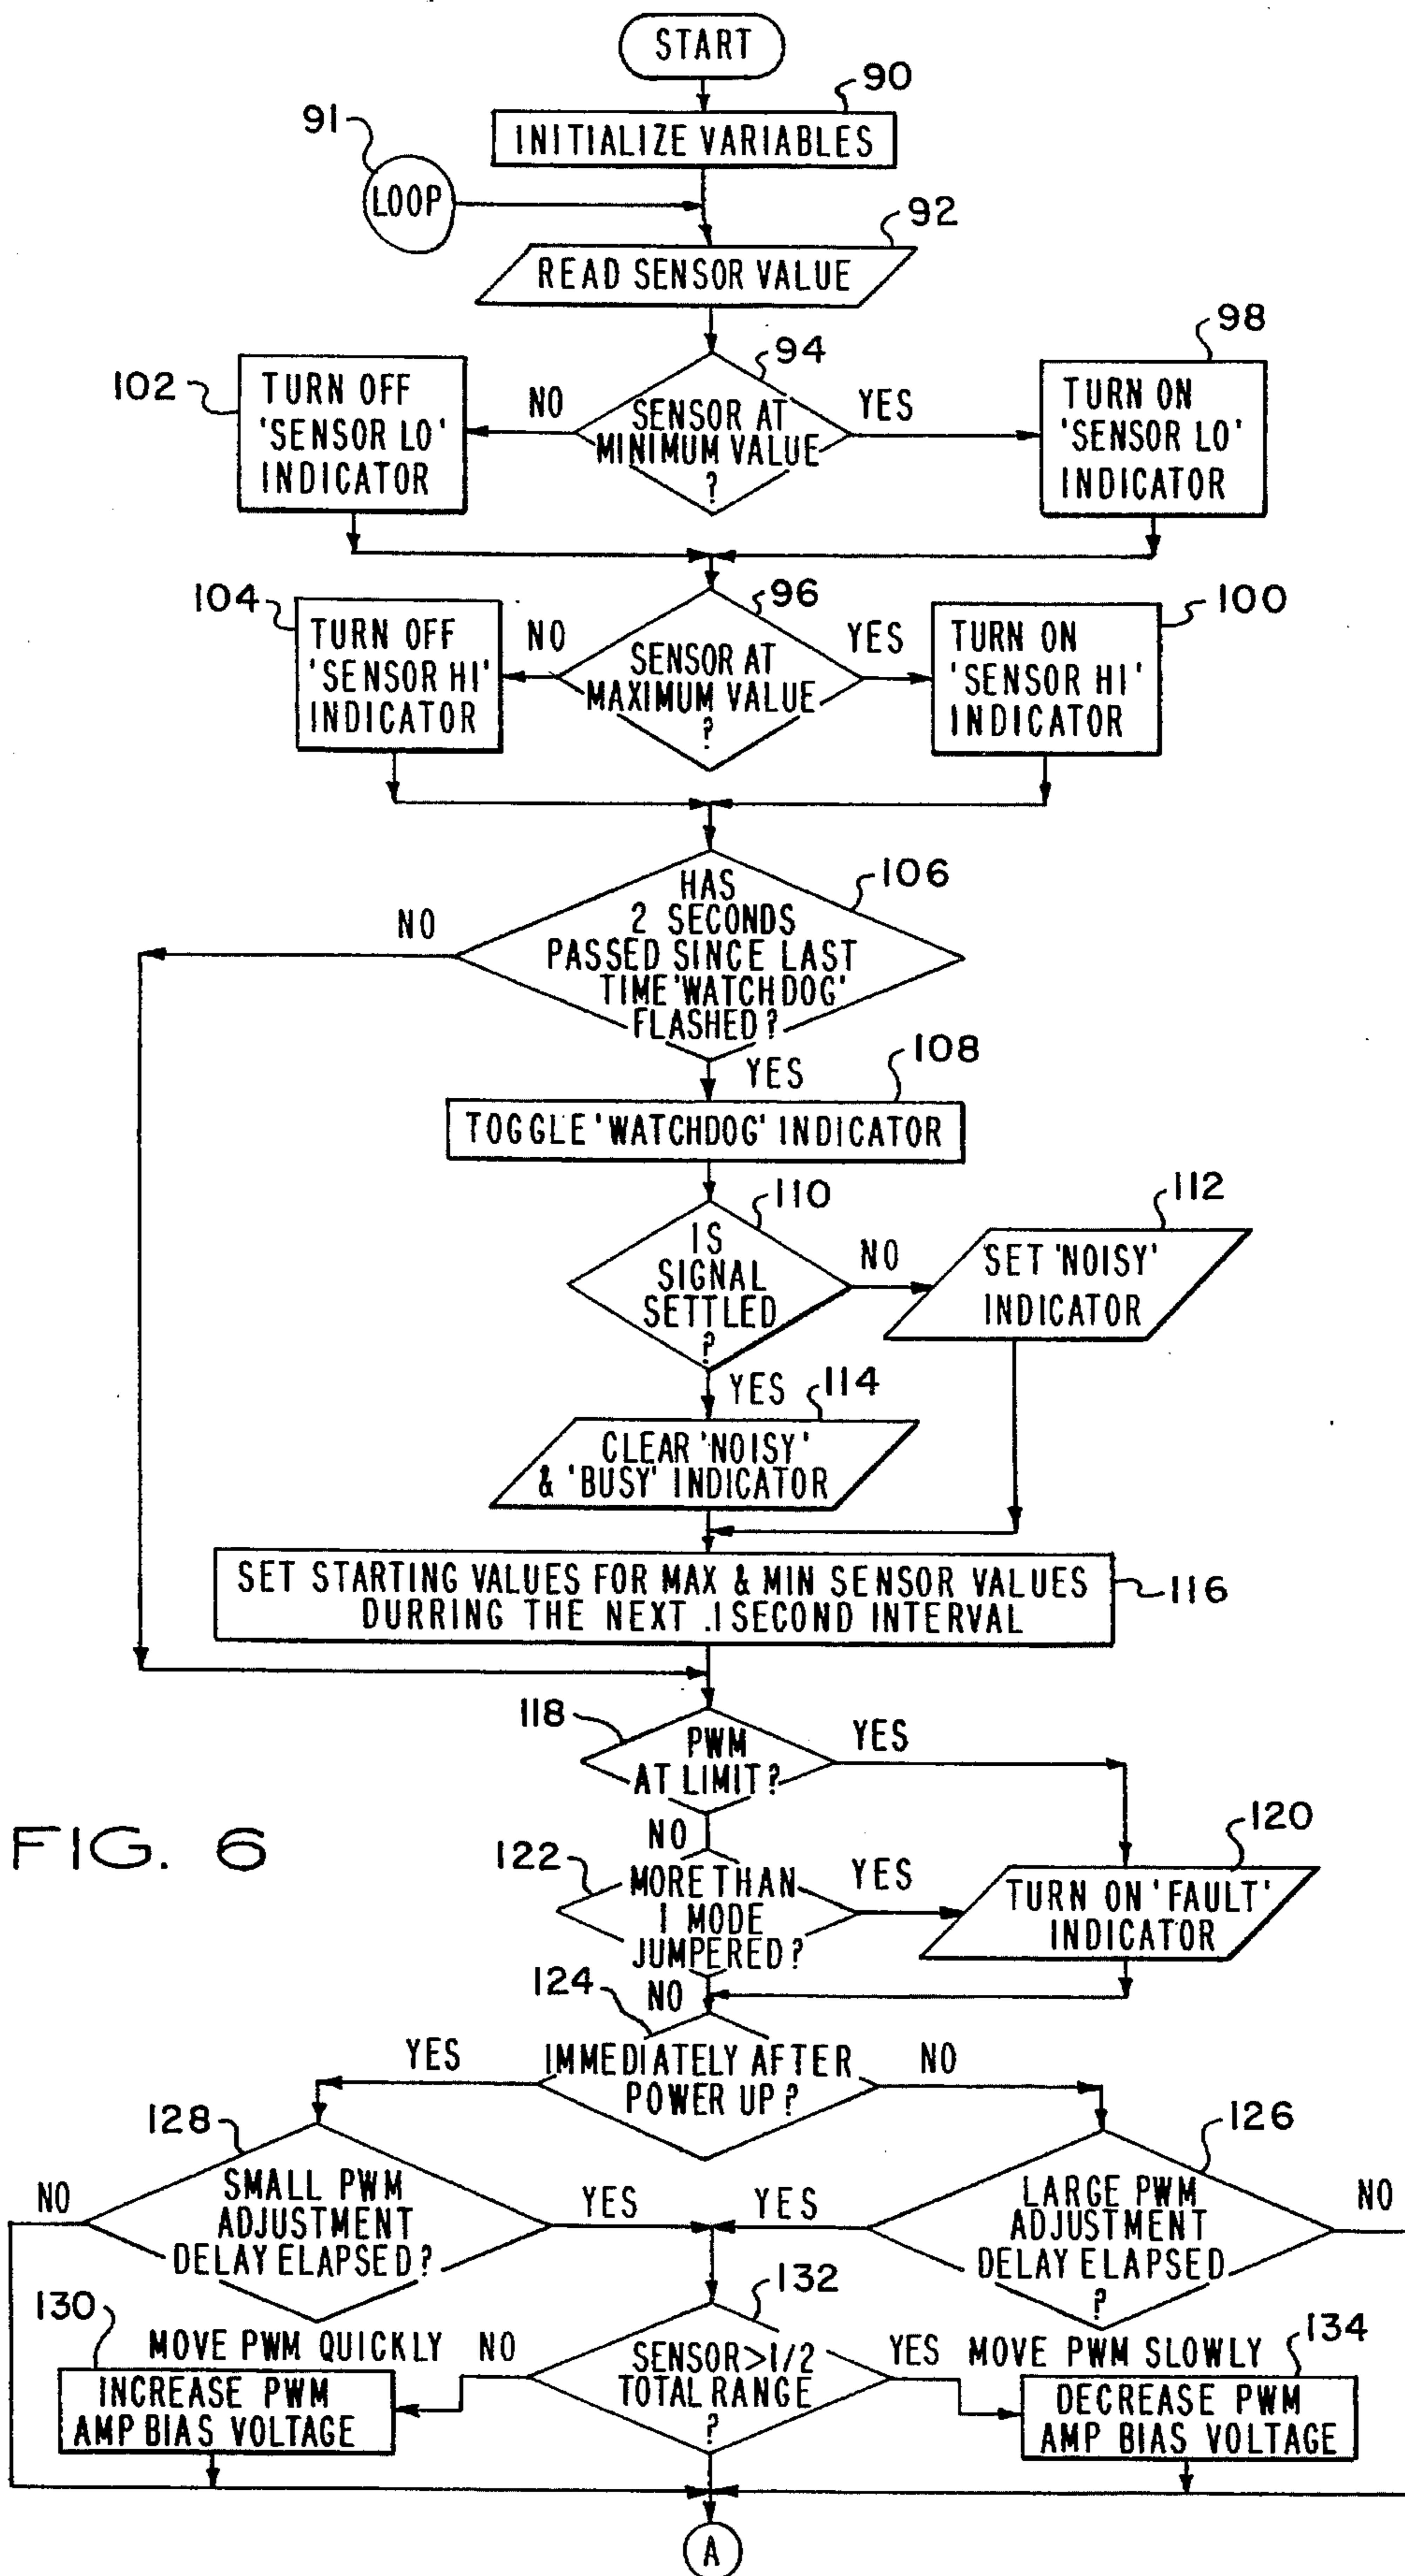 START
90
INITIALIZE VARIABLES
91
LOOP
92
READ SENSOR VALUE
94
98
102
TURN OFF
'SENSOR LO'
INDICATOR
NO
SENSOR AT
MINIMUM VALUE
?
YES
TURN ON
'SENSOR LO'
INDICATOR
104
96
100
TURN OFF
'SENSOR HI'
INDICATOR
NO
SENSOR AT
MAXIMUM VALUE
?
YES
TURN ON
'SENSOR HI'
INDICATOR
106
NO
HAS
2 SECONDS
PASSED SINCE LAST
TIME 'WATCHDOG'
FLASHED?
YES
108
TOGGLE 'WATCHDOG' INDICATOR
110
112
IS
SIGNAL
SETTLED
?
NO
SET 'NOISY'
INDICATOR
YES
114
CLEAR 'NOISY'
& 'BUSY' INDICATOR
SET STARTING VALUES FOR MAX & MIN SENSOR VALUES
DURRING THE NEXT .1 SECOND INTERVAL
116
118
PWM
AT LIMIT?
YES
NO
120
FIG. 6
122
MORE THAN
1 MODE
JUMPERED?
YES
TURN ON 'FAULT'
INDICATOR
124
NO
YES
IMMEDIATELY AFTER
POWER UP?
NO
128
126
NO
SMALL PWM
ADJUSTMENT
DELAY ELAPSED?
YES
YES
LARGE PWM
ADJUSTMENT
DELAY ELAPSED
?
NO
130
132
134
MOVE PWM QUICKLY
NO
SENSOR>1/2
TOTAL RANGE
?
YES
MOVE PWM SLOWLY
INCREASE PWM
AMP BIAS VOLTAGE
DECREASE PWM
AMP BIAS VOLTAGE
A